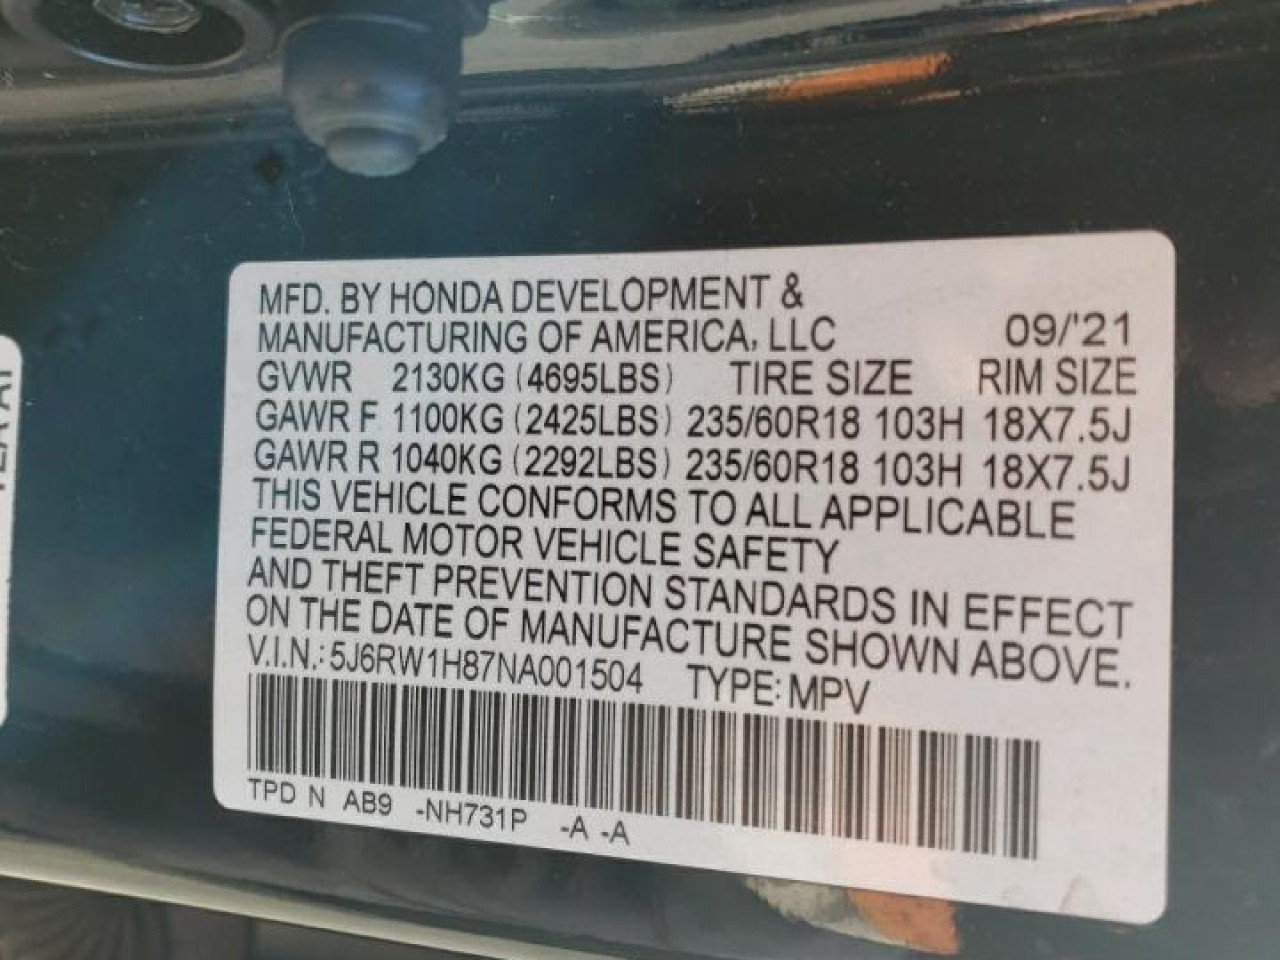 MFD. BY HONDA DEVELOPMENT &
MANUFACTURING OF AMERICA, LLC 09/'21
GVWR 2130KG (4695LBS) TIRE SIZE RIM SIZE
GAWR F 1100KG (2425LBS) 235/60R18 103H 18X7.5J
GAWR R 1040KG (2292LBS) 235/60R18 103H 18X7.5J
THIS VEHICLE CONFORMS TO ALL APPLICABLE
FEDERAL MOTOR VEHICLE SAFETY
AND THEFT PREVENTION STANDARDS IN EFFECT
ON THE DATE OF MANUFACTURE SHOWN ABOVE.
V.I.N.: 5J6RW1H87NA001504 TYPE: MPV
TPD N AB9 -NH731P -A -A